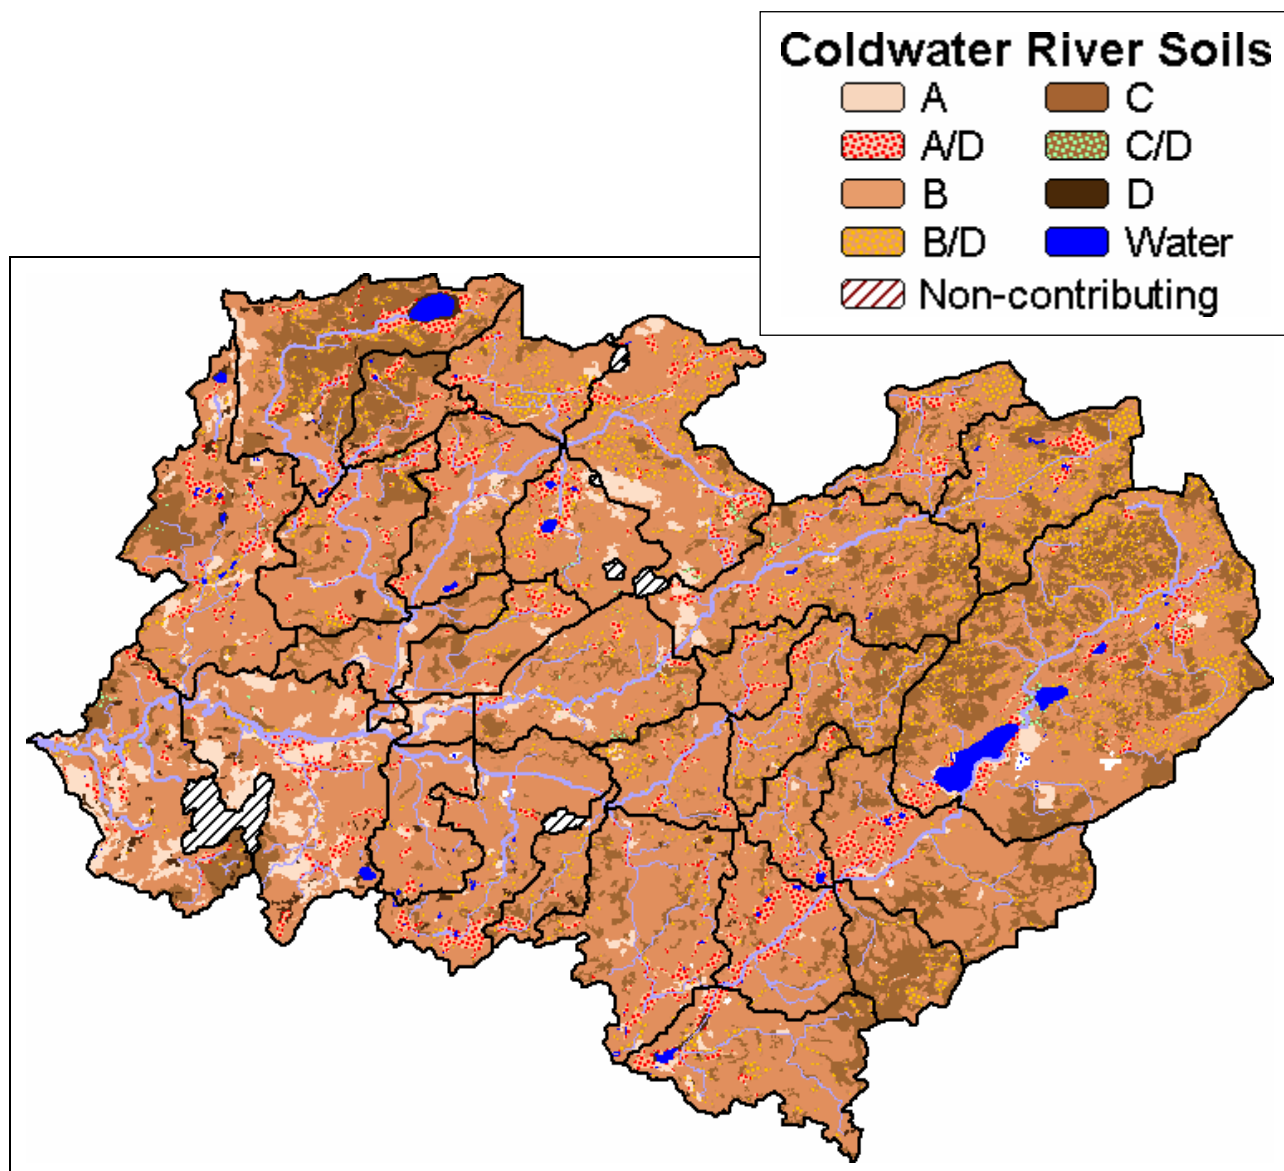 Coldwater River Soils
A C
A/D C/D
B D
B/D Water
Non-contributing